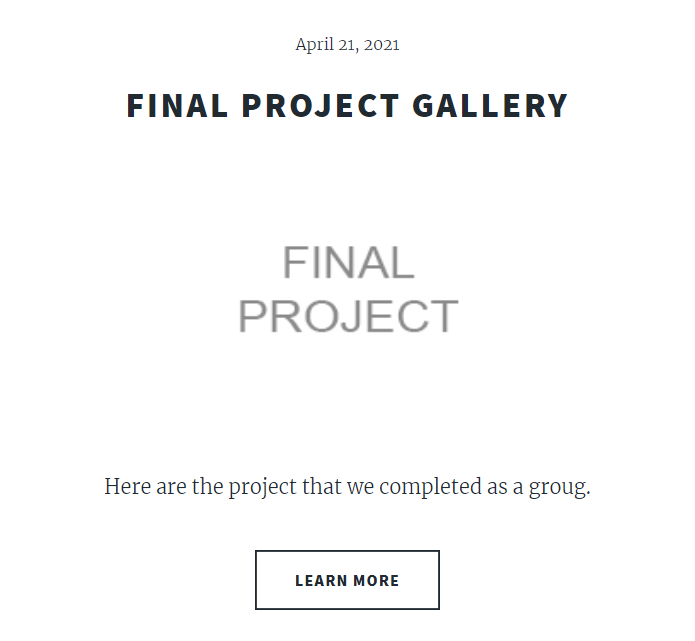 April 21, 2021
FINAL PROJECT GALLERY
FINAL
PROJECT
Here are the project that we completed as a groug.
LEARN MORE